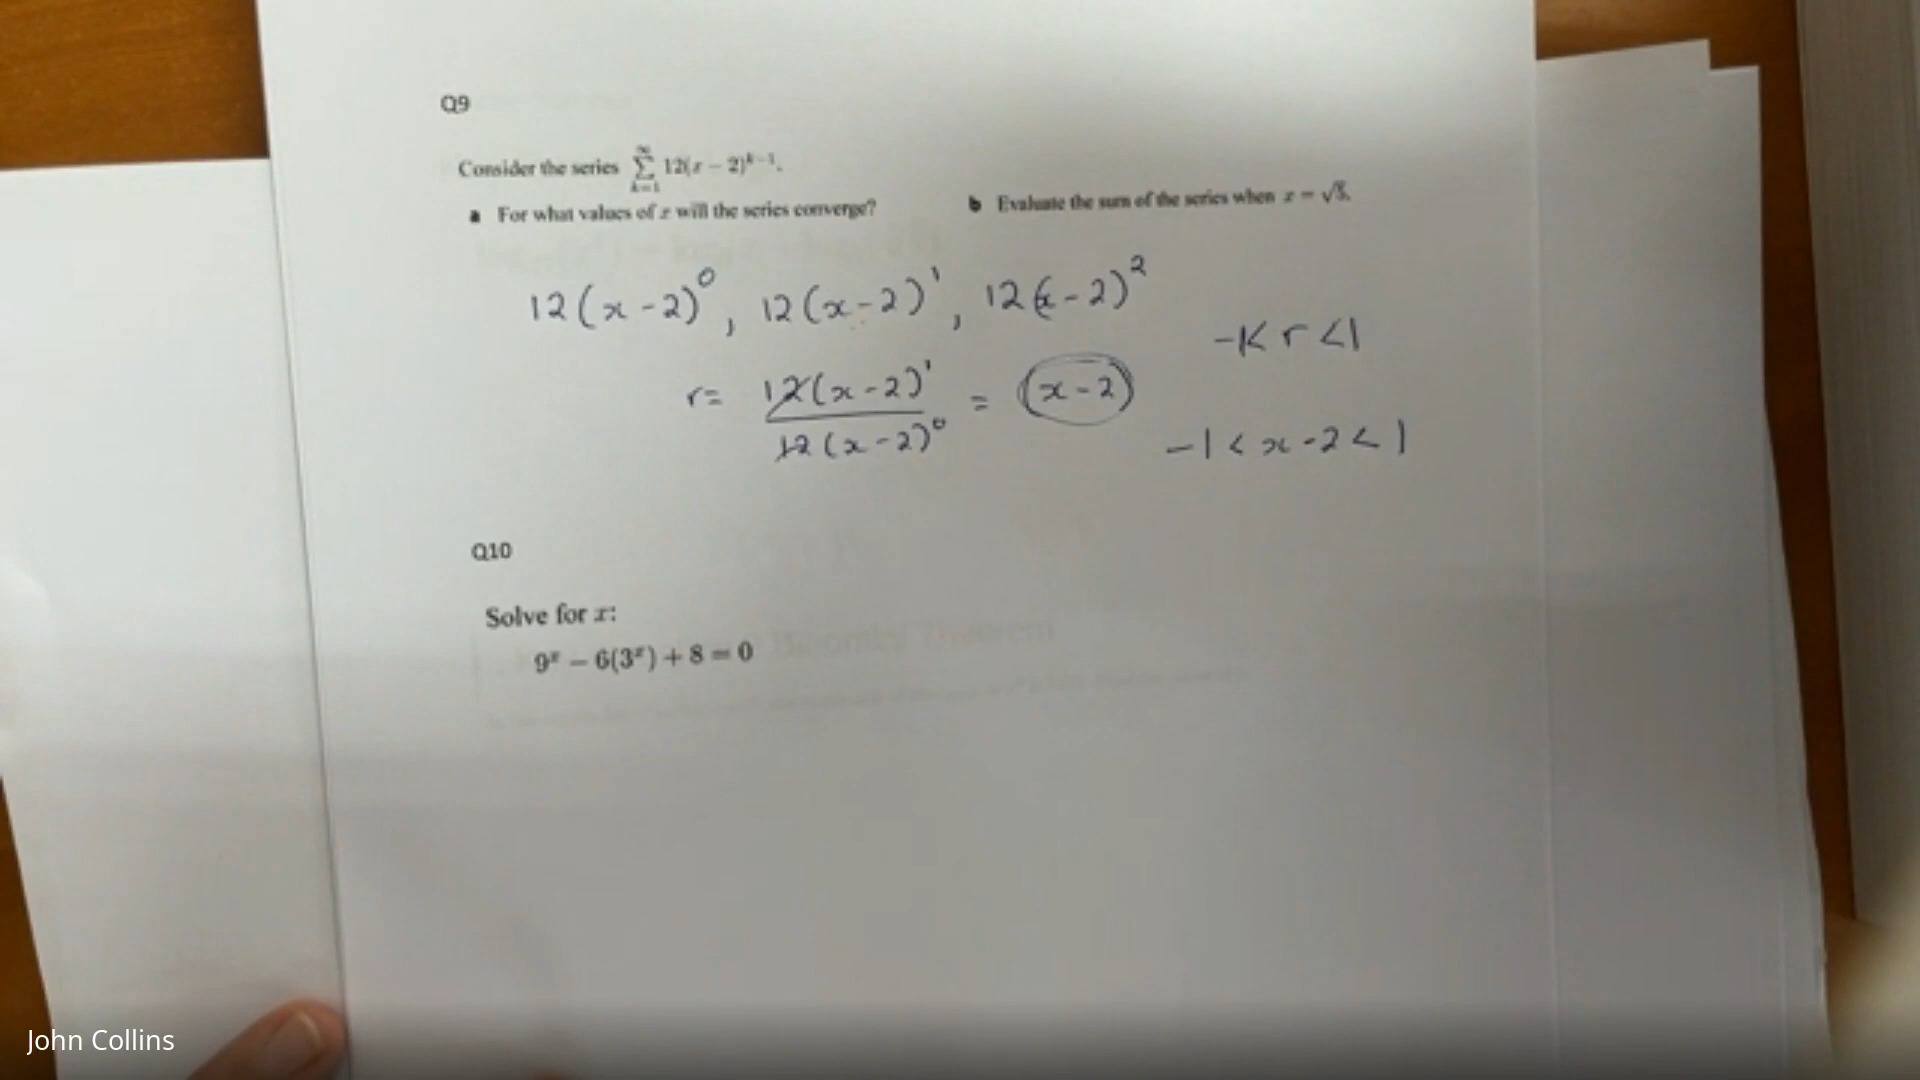 Q9
Consider the series ∑_{k=1}^{∞} 12(x − 2)^{k−1}.
a For what values of x will the series converge?
b Evaluate the sum of the series when x = √5.
12(x-2)^0, 12(x-2)^1, 12(x-2)^2
-1< r <1
r= 12(x-2)^1 / 12(x-2)^0 = (x-2)
-1 < x-2 < 1
Q10
Solve for x:
9^x − 6(3^x) + 8 = 0
John Collins